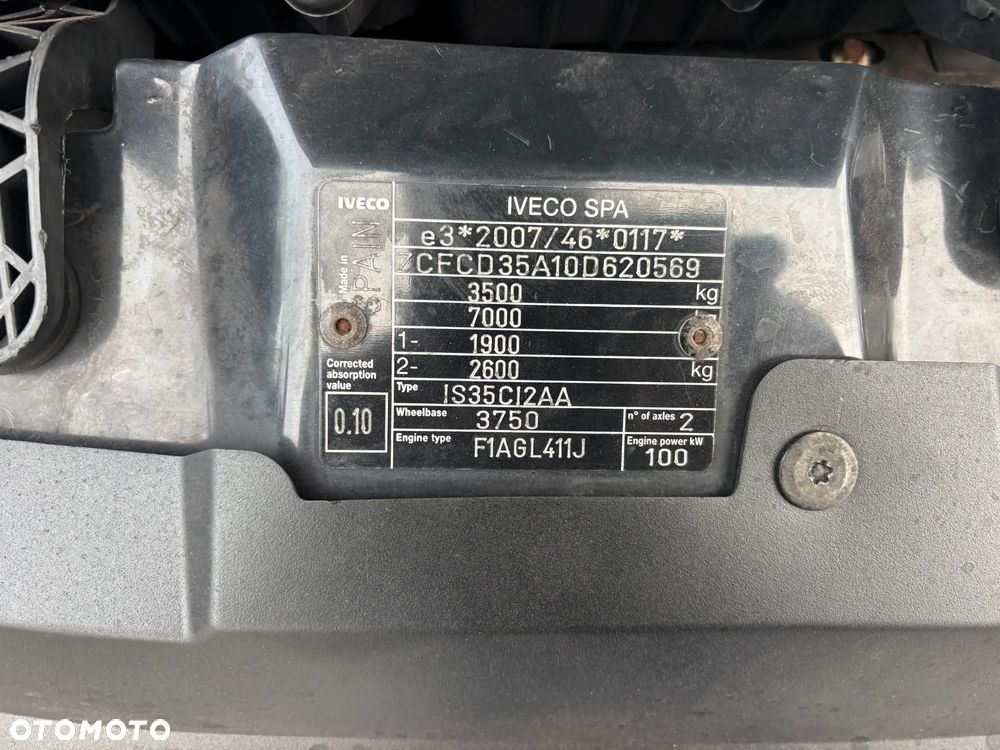 IVECO
IVECO SPA
Made in
SPAIN
e3*2007/46*0117*
ZCFCD35A10D620569
3500 kg
7000
1- 1900
2- 2600 kg
Corrected
absorption
value
0.10
Type IS35CI2AA
Wheelbase 3750 n° of axles 2
Engine type F1AGL411J
Engine power kW
100
OTOMOTO